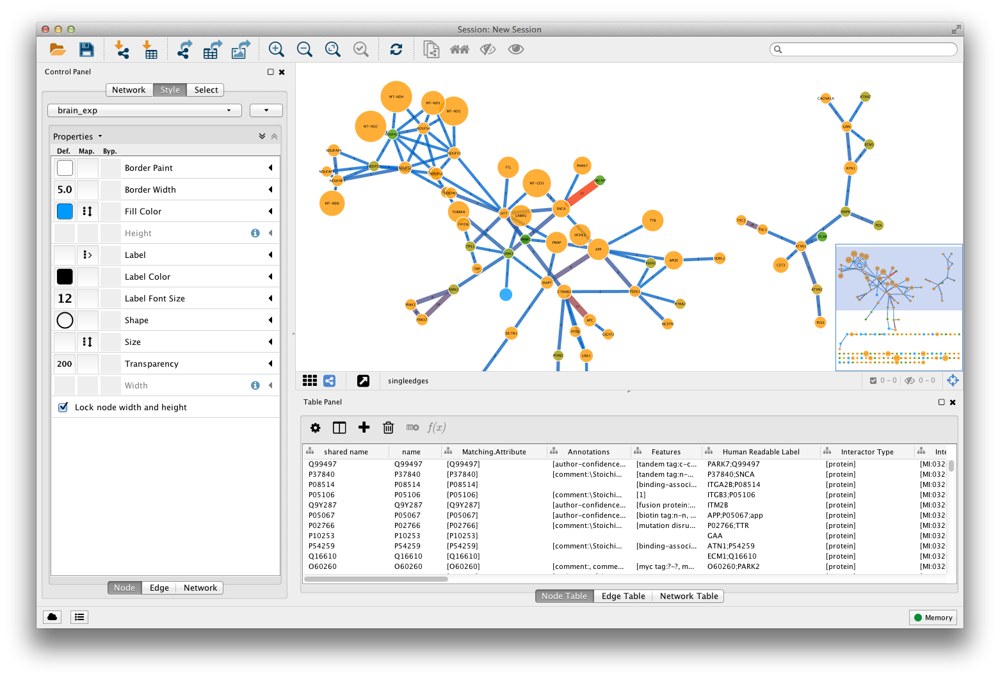 Session: New Session
Control Panel
Network Style Select
brain_exp
Properties
Def. Map. Byp.
Border Paint
5.0 Border Width
Fill Color
Height
Label
Label Color
12 Label Font Size
Shape
Size
200 Transparency
Width
Lock node width and height
Node Edge Network
MT-ND4
MT-ND5
MT-ND1
MT-ND2
NDUFS4
NDUFAF4
NDUFV1
NDUFS2
NDUFS1
MT-ND6
FTL
PARK7
MT-CO3
SNCAIP
SQSTM1
TUBB4A
HTT
LAMP2
SNCA
22
TTR
FXYD6
UCHL1
PPARG
PRNP
APP
TP53
LRRK2
PSEN2
APOE
SORL1
TBP
MAPT
PARK2
CTNNB1
PSEN1
PINK1
HTRA2
FBXO7
APC
NCSTN
DCTN1
PTEN
GIGYF2
PTPRC
UBA1
CACNA1A
ATXN7
GRN
ECM1
ATN1
DMPK
PLN
TSC2
TSC1
TCAP
ATXN1
CST3
ATXN2
PLS3
singleedges
0 - 0
0 - 0
Table Panel
f(x)
shared name name Matching.Attribute Annotations Features Human Readable Label Interactor Type Inte
Q99497 Q99497 [Q99497] [author-confidence... [tandem tag:c-c... PARK7;Q99497 [protein] [MI:032
P37840 P37840 [P37840] [comment:\Stoichi... [tandem tag:n-... P37840;SNCA [protein] [MI:032
P08514 P08514 [P08514] [binding-associ... ITGA2B;P08514 [protein] [MI:032
P05106 P05106 [P05106] [comment:\Stoichi... [1] ITGB3;P05106 [protein] [MI:032
Q9Y287 Q9Y287 [Q9Y287] [author-confidence... [fusion protein:... ITM2B [protein] [MI:032
P05067 P05067 [P05067] [author-confidence... [biotin tag:n-n, ... APP;P05067;app [protein] [MI:032
P02766 P02766 [P02766] [comment:\Stoichi... [mutation disru... P02766;TTR [protein] [MI:032
P10253 P10253 [P10253] GAA [protein] [MI:032
P54259 P54259 [P54259] [comment:\Stoichi... [binding-associ... ATN1;P54259 [protein] [MI:032
Q16610 Q16610 [Q16610] ECM1;Q16610 [protein] [MI:032
O60260 O60260 [O60260] [comment:, comme... [myc tag:?-?, m... O60260;PARK2 [protein] [MI:032
Node Table Edge Table Network Table
Memory